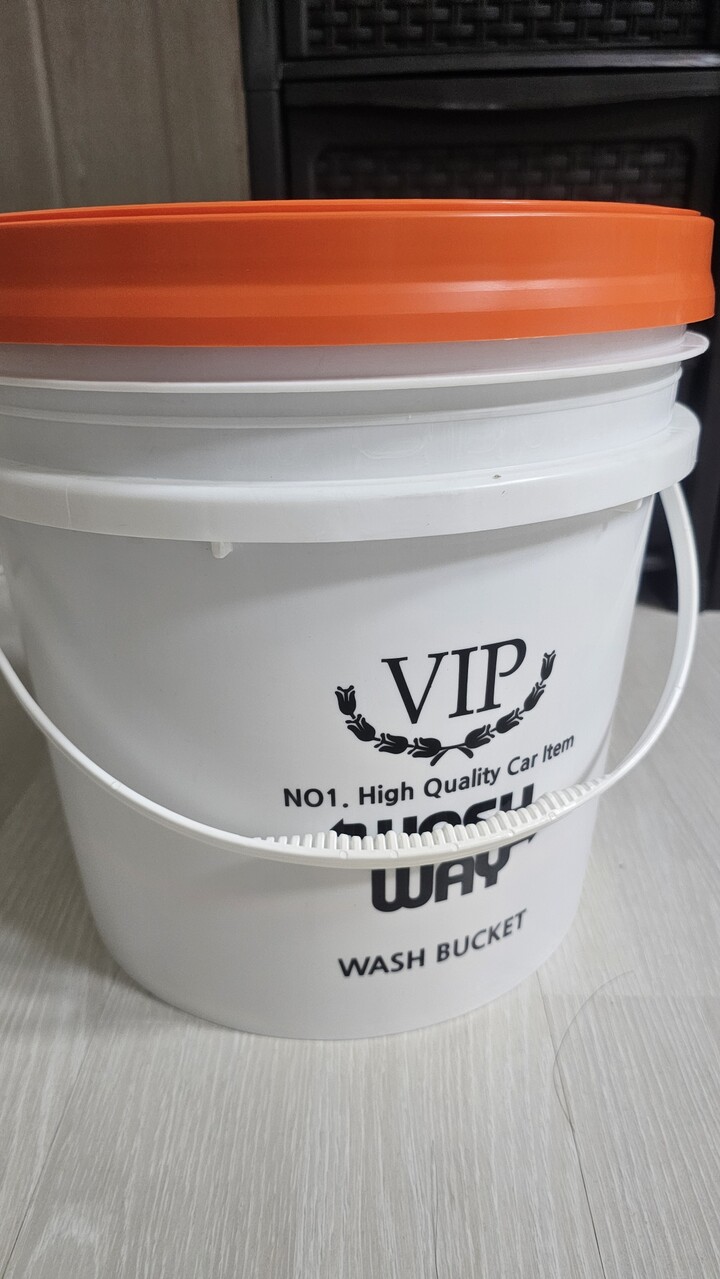 VIP
NO1. High Quality Car Item
WASH
WAY
WASH BUCKET